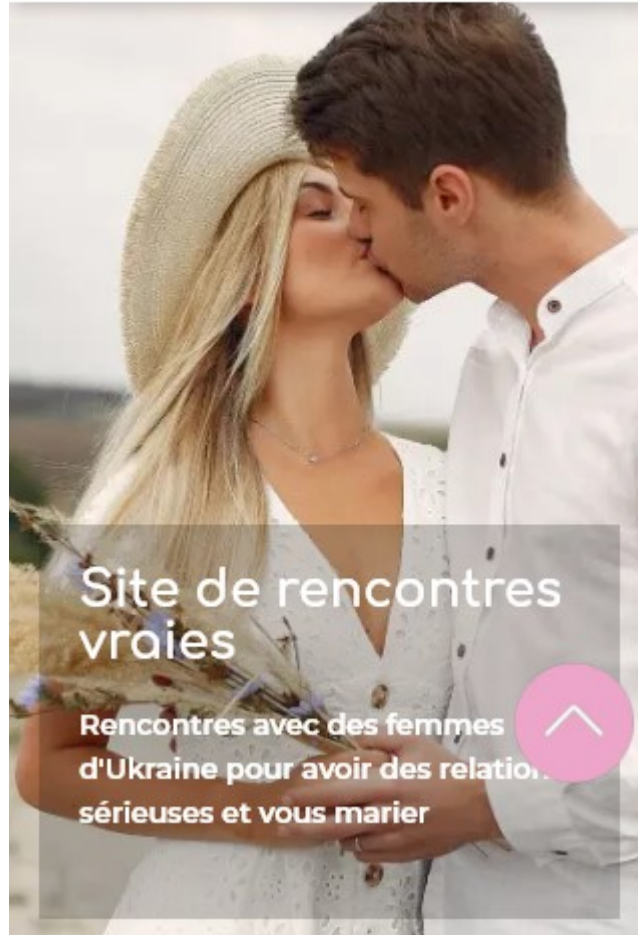 Site de rencontres
vraies
Rencontres avec des femmes
d'Ukraine pour avoir des
sérieuses et vous marier